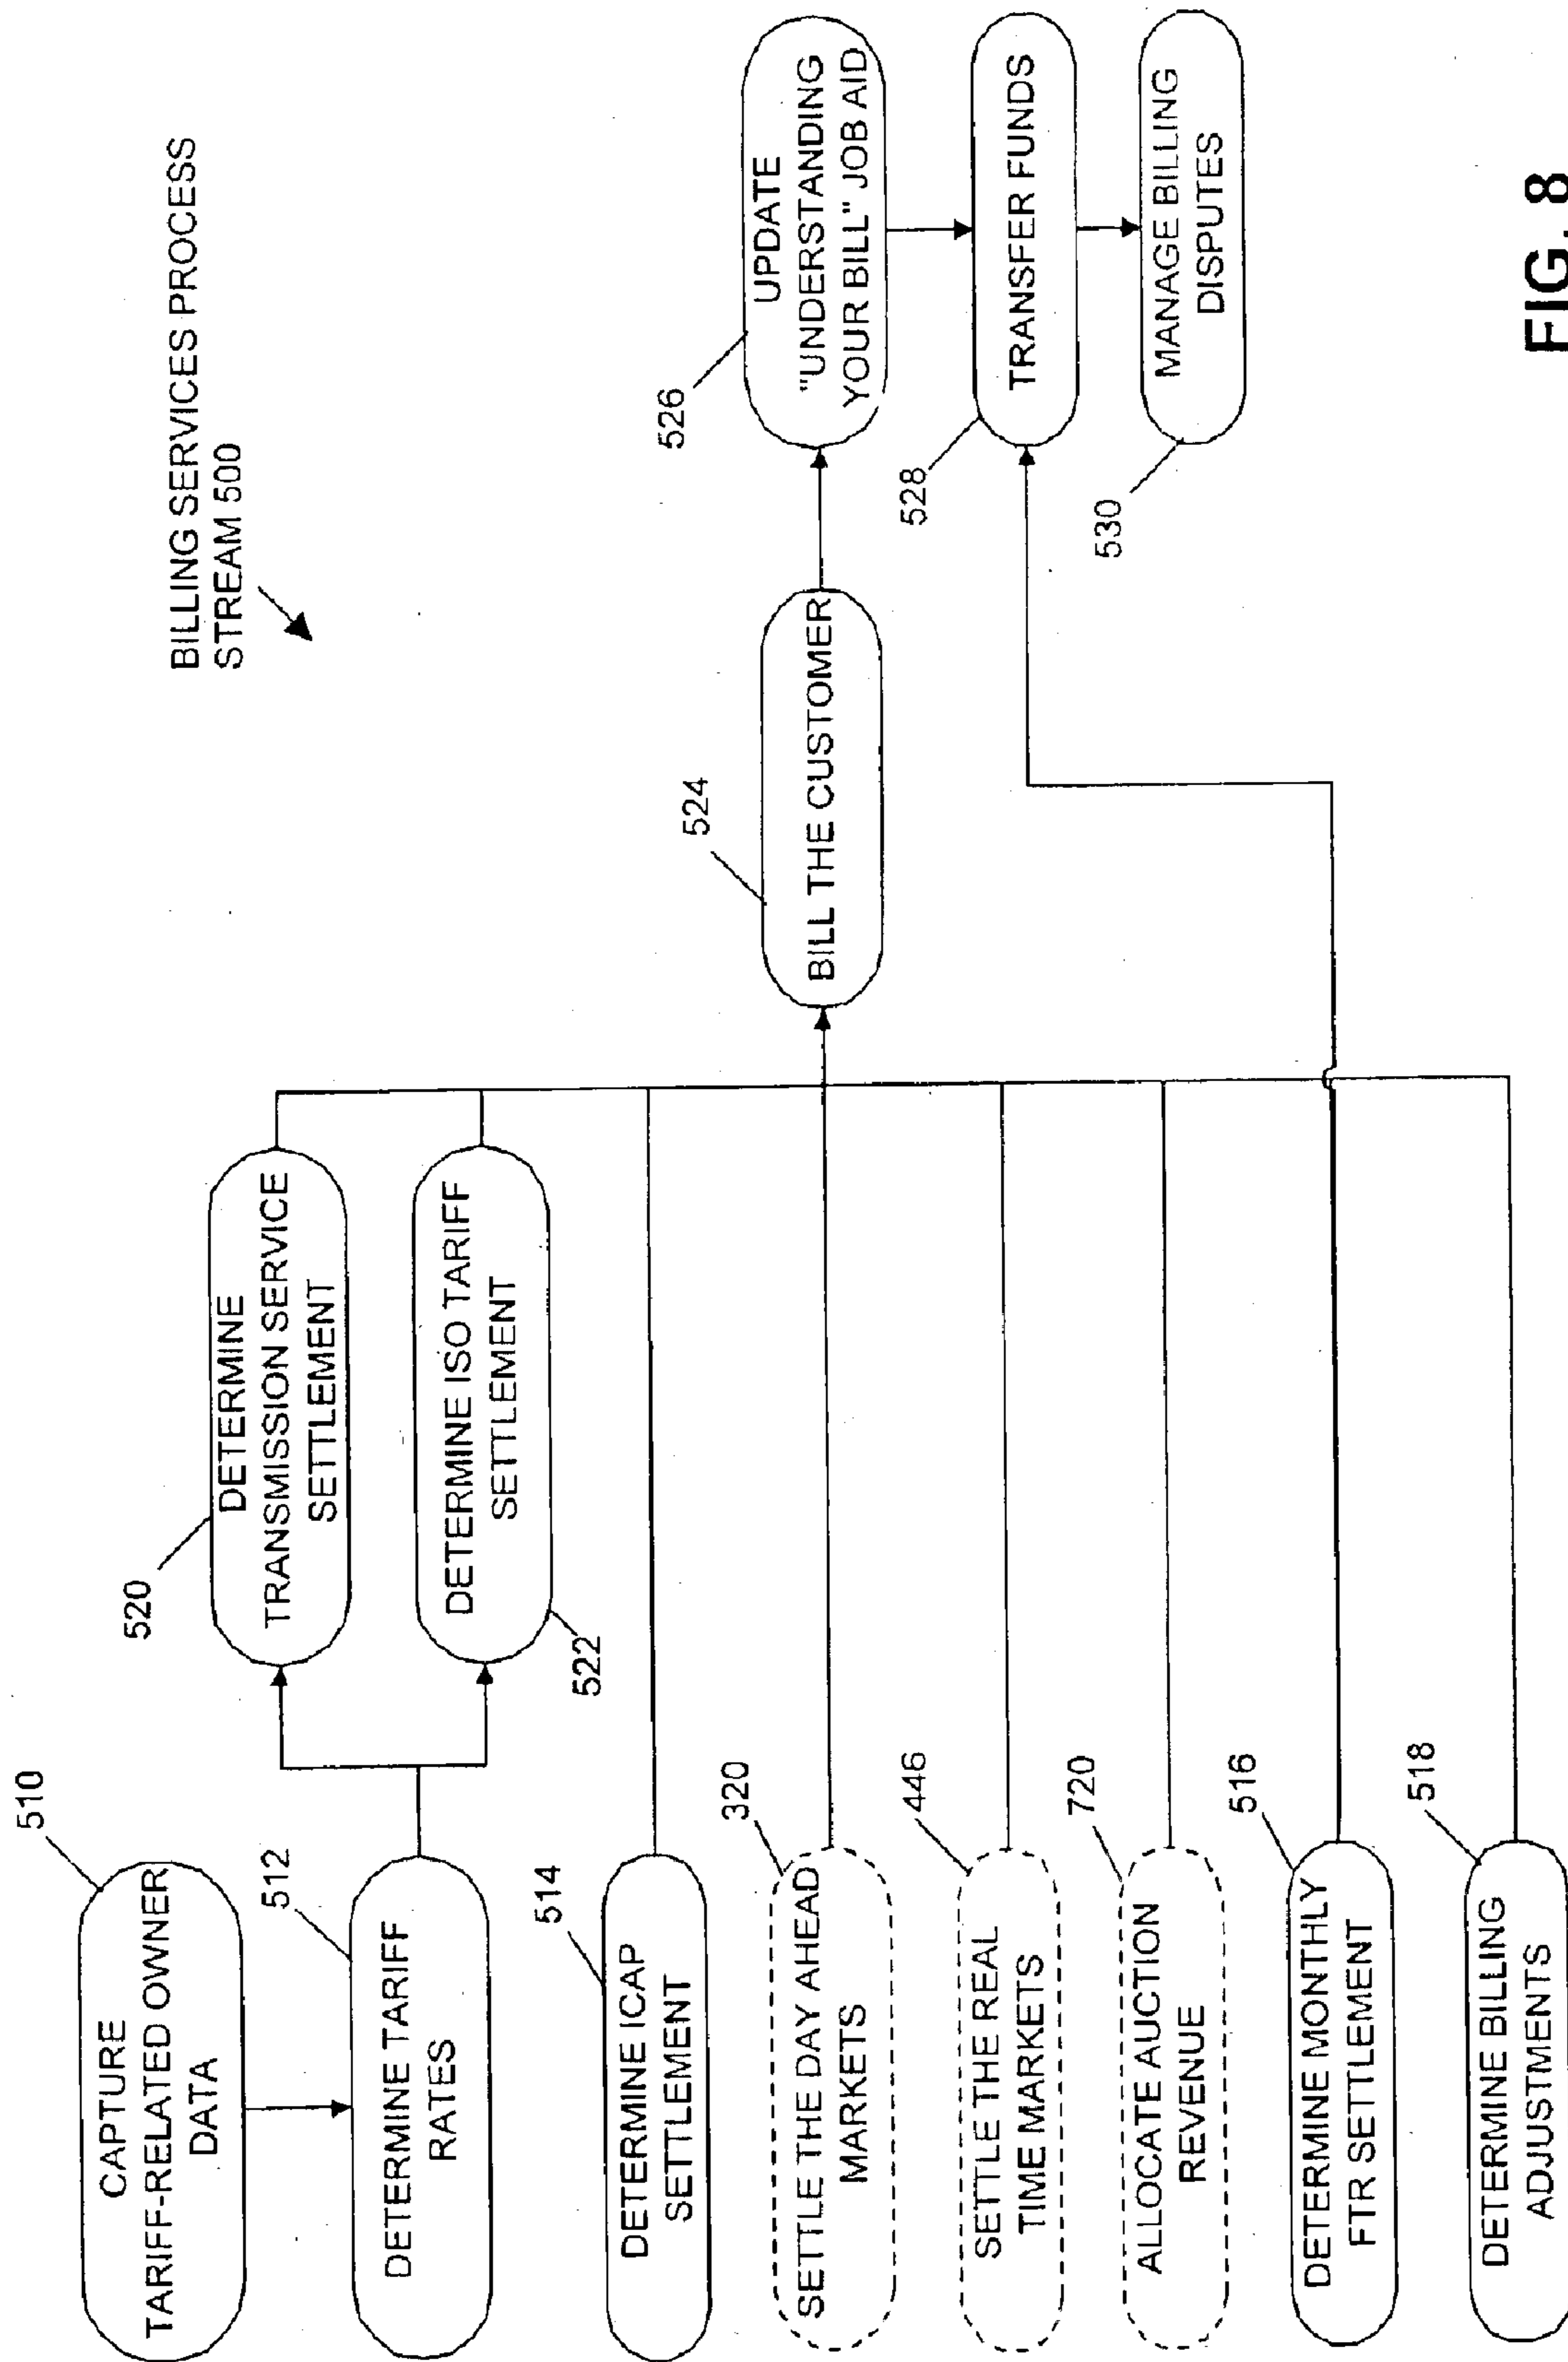 BILLING SERVICES PROCESS
STREAM 500
510
CAPTURE
TARIFF-RELATED OWNER
DATA
512
DETERMINE TARIFF
RATES
520
DETERMINE
TRANSMISSION SERVICE
SETTLEMENT
522
DETERMINE ISO TARIFF
SETTLEMENT
514
DETERMINE ICAP
SETTLEMENT
320
SETTLE THE DAY AHEAD
MARKETS
446
SETTLE THE REAL
TIME MARKETS
720
ALLOCATE AUCTION
REVENUE
516
DETERMINE MONTHLY
FTR SETTLEMENT
518
DETERMINE BILLING
ADJUSTMENTS
524
BILL THE CUSTOMER
526
UPDATE
"UNDERSTANDING
YOUR BILL" JOB AID
528
TRANSFER FUNDS
530
MANAGE BILLING
DISPUTES
FIG. 8